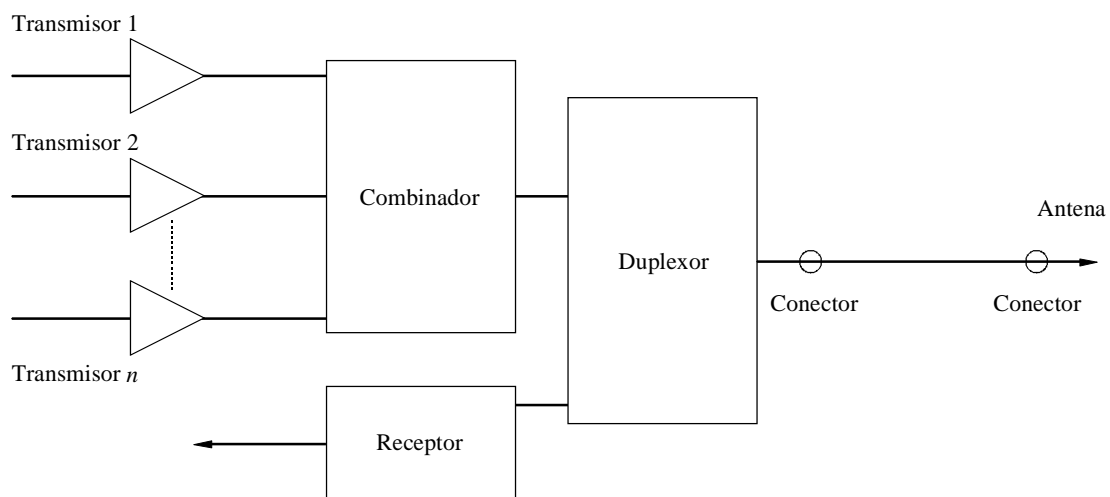 Transmisor 1
Transmisor 2
Combinador
Antena
Duplexor
Conector
Conector
Transmisor n
Receptor